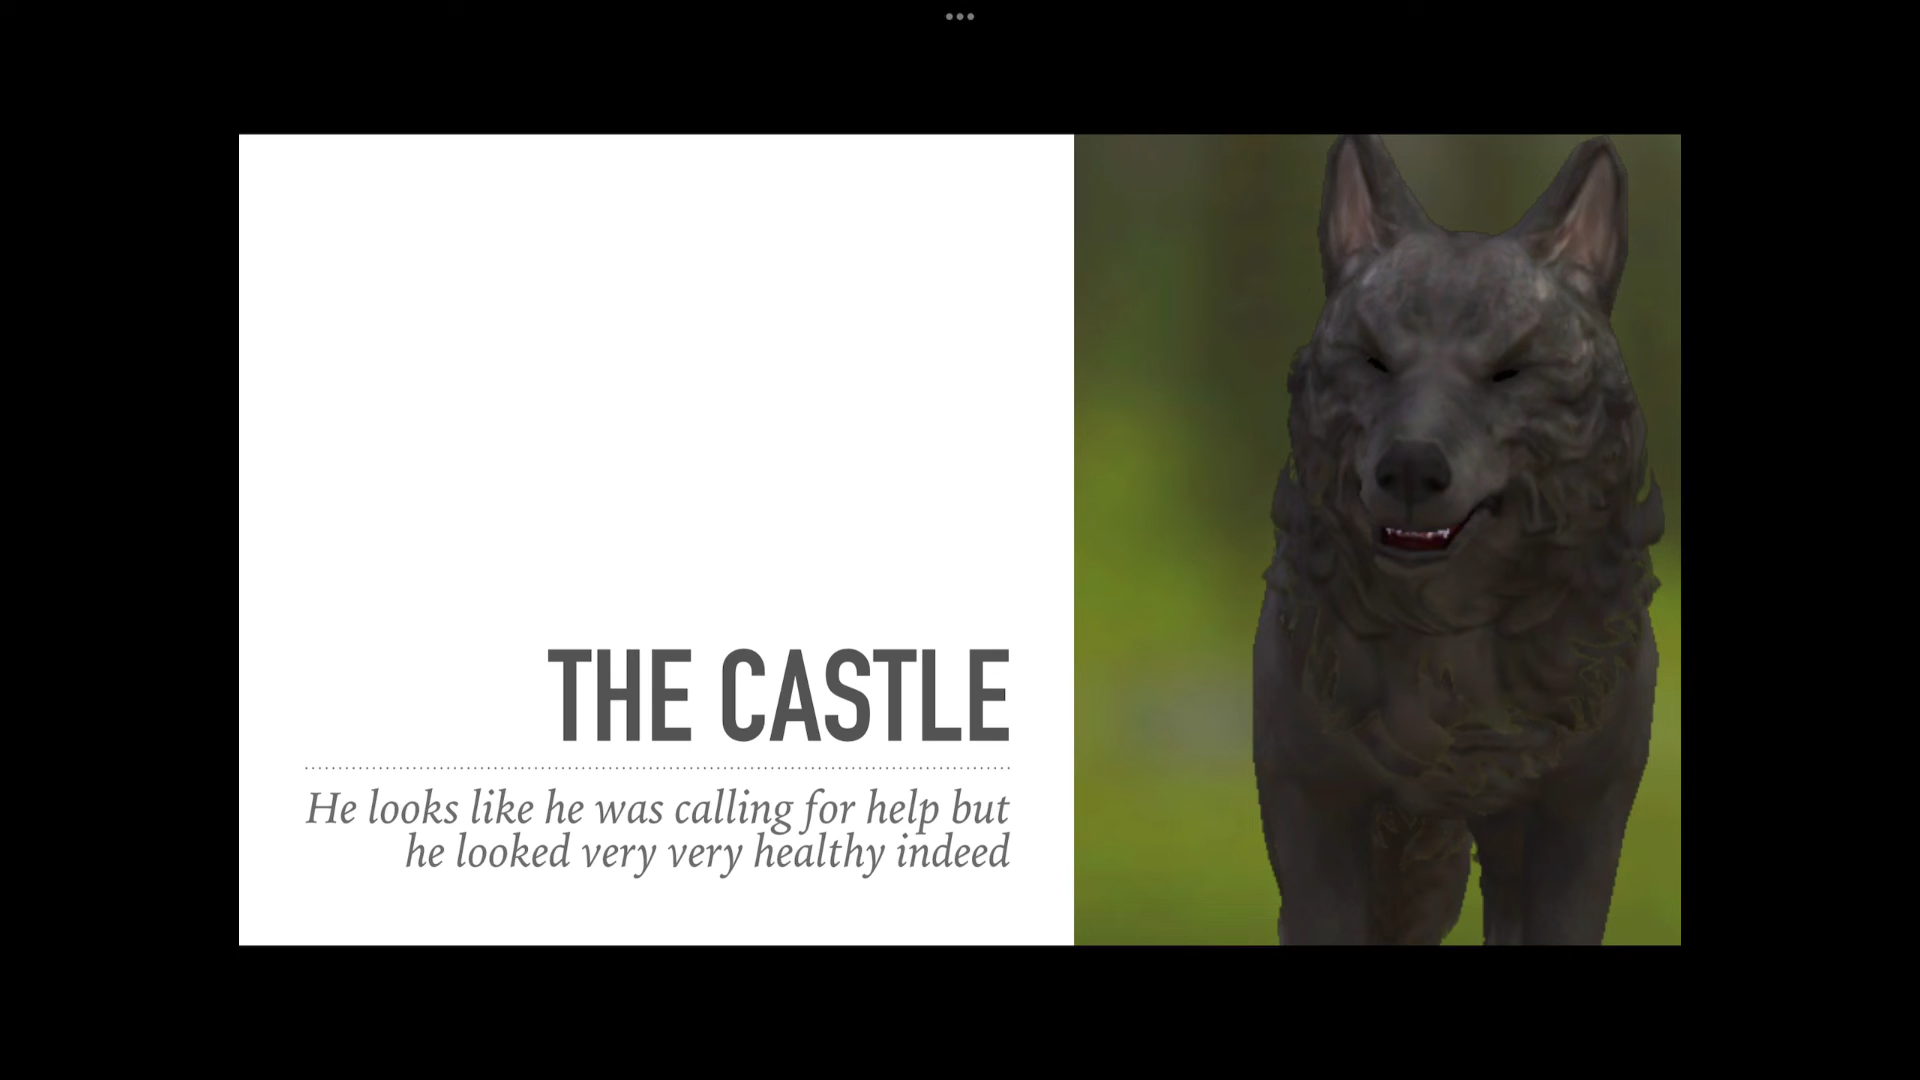 THE CASTLE
He looks like he was calling for help but
he looked very very healthy indeed